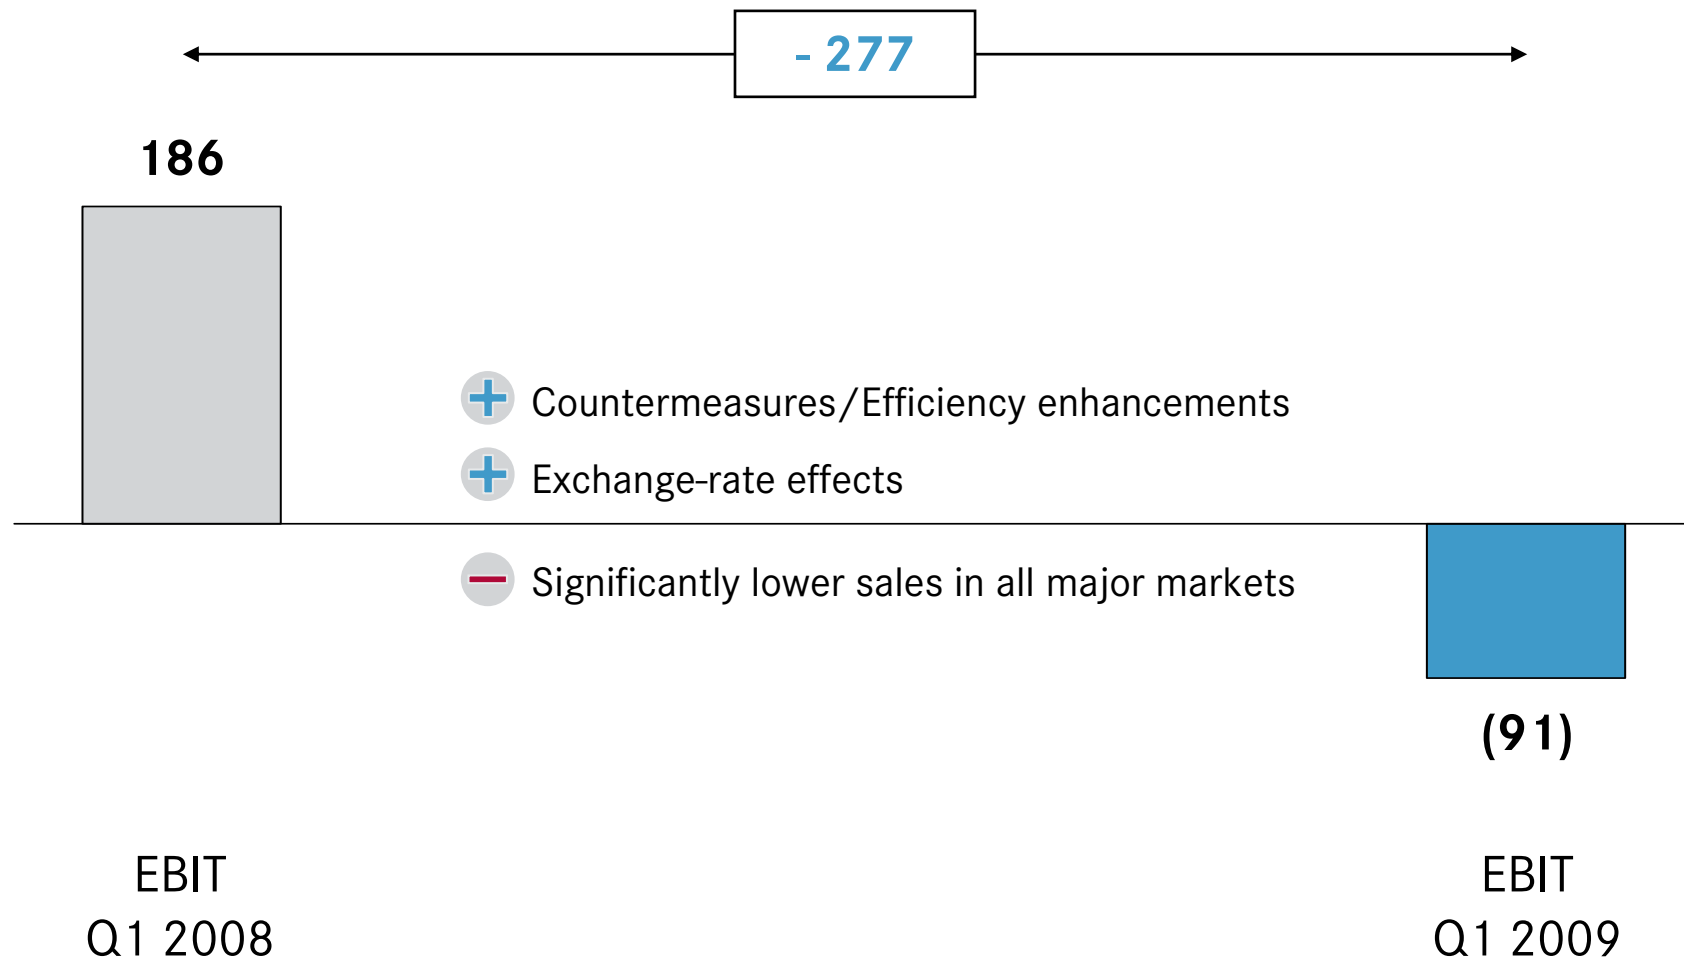 - 277
186
Countermeasures/Efficiency enhancements
Exchange-rate effects
Significantly lower sales in all major markets
(91)
EBIT
Q1 2008
EBIT
Q1 2009